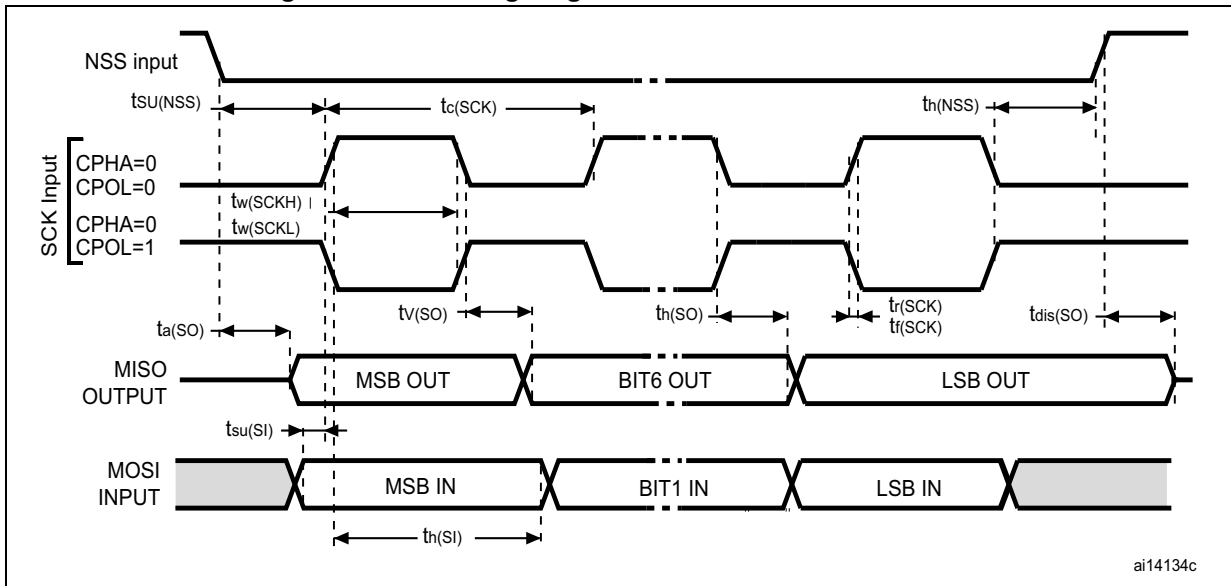 NSS input
tSU(NSS)
tc(SCK)
th(NSS)
SCK Input
CPHA=0
CPOL=0
tw(SCKH)
CPHA=0
tw(SCKL)
CPOL=1
ta(SO)
tV(SO)
th(SO)
tr(SCK)
tf(SCK)
tdis(SO)
MISO
OUTPUT
MSB OUT
BIT6 OUT
LSB OUT
tsu(SI)
MOSI
INPUT
MSB IN
BIT1 IN
LSB IN
th(SI)
ai14134c